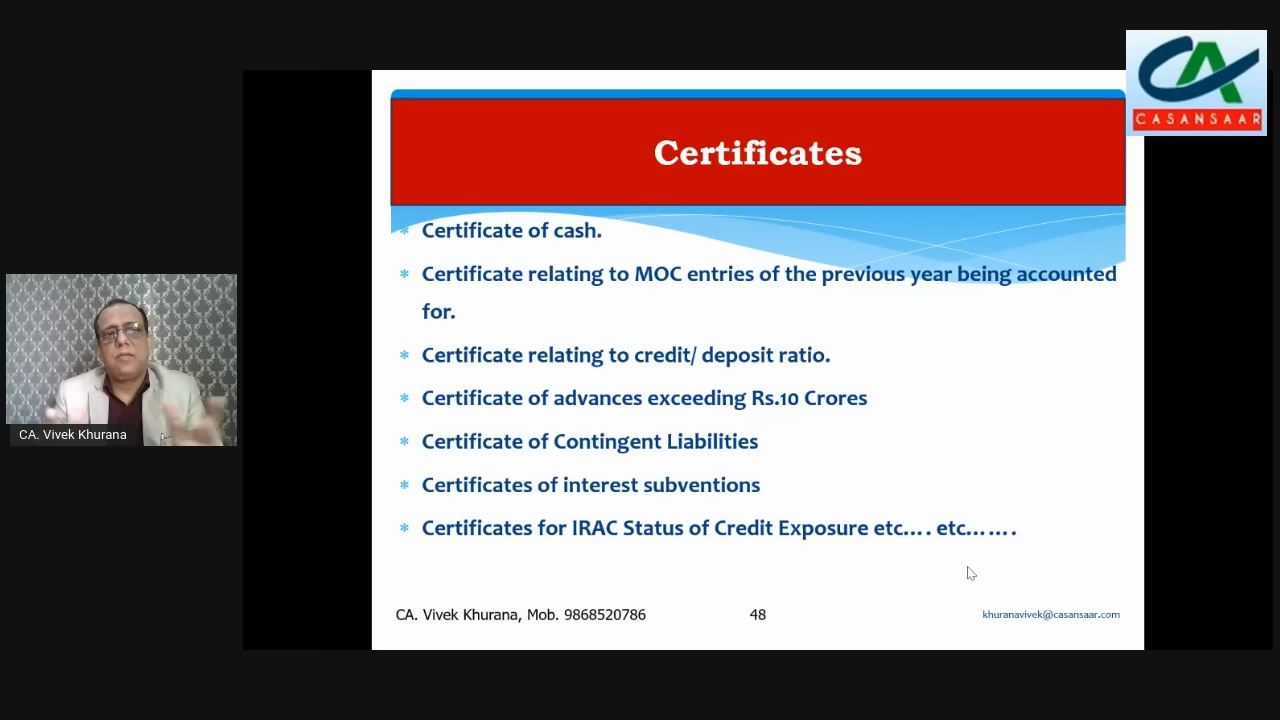 CA
CASANSAAR
Certificates
Certificate of cash.
Certificate relating to MOC entries of the previous year being accounted
for.
Certificate relating to credit/ deposit ratio.
Certificate of advances exceeding Rs.10 Crores
Certificate of Contingent Liabilities
Certificates of interest subventions
Certificates for IRAC Status of Credit Exposure etc.... etc.......
CA. Vivek Khurana
CA. Vivek Khurana, Mob. 9868520786
48
khuranavivek@casansaar.com